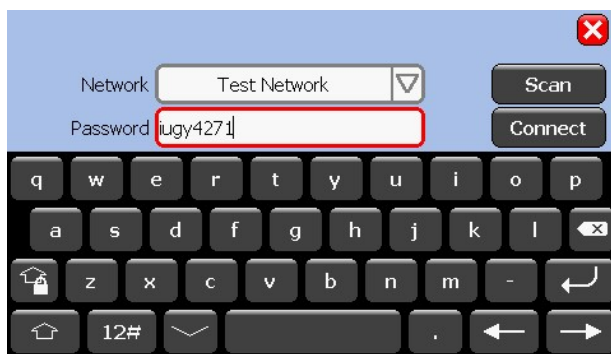 Network Test Network Scan
Password iugy4271 Connect
q w e r t y u i o p
a s d f g h j k l
z x c v b n m -
12# .